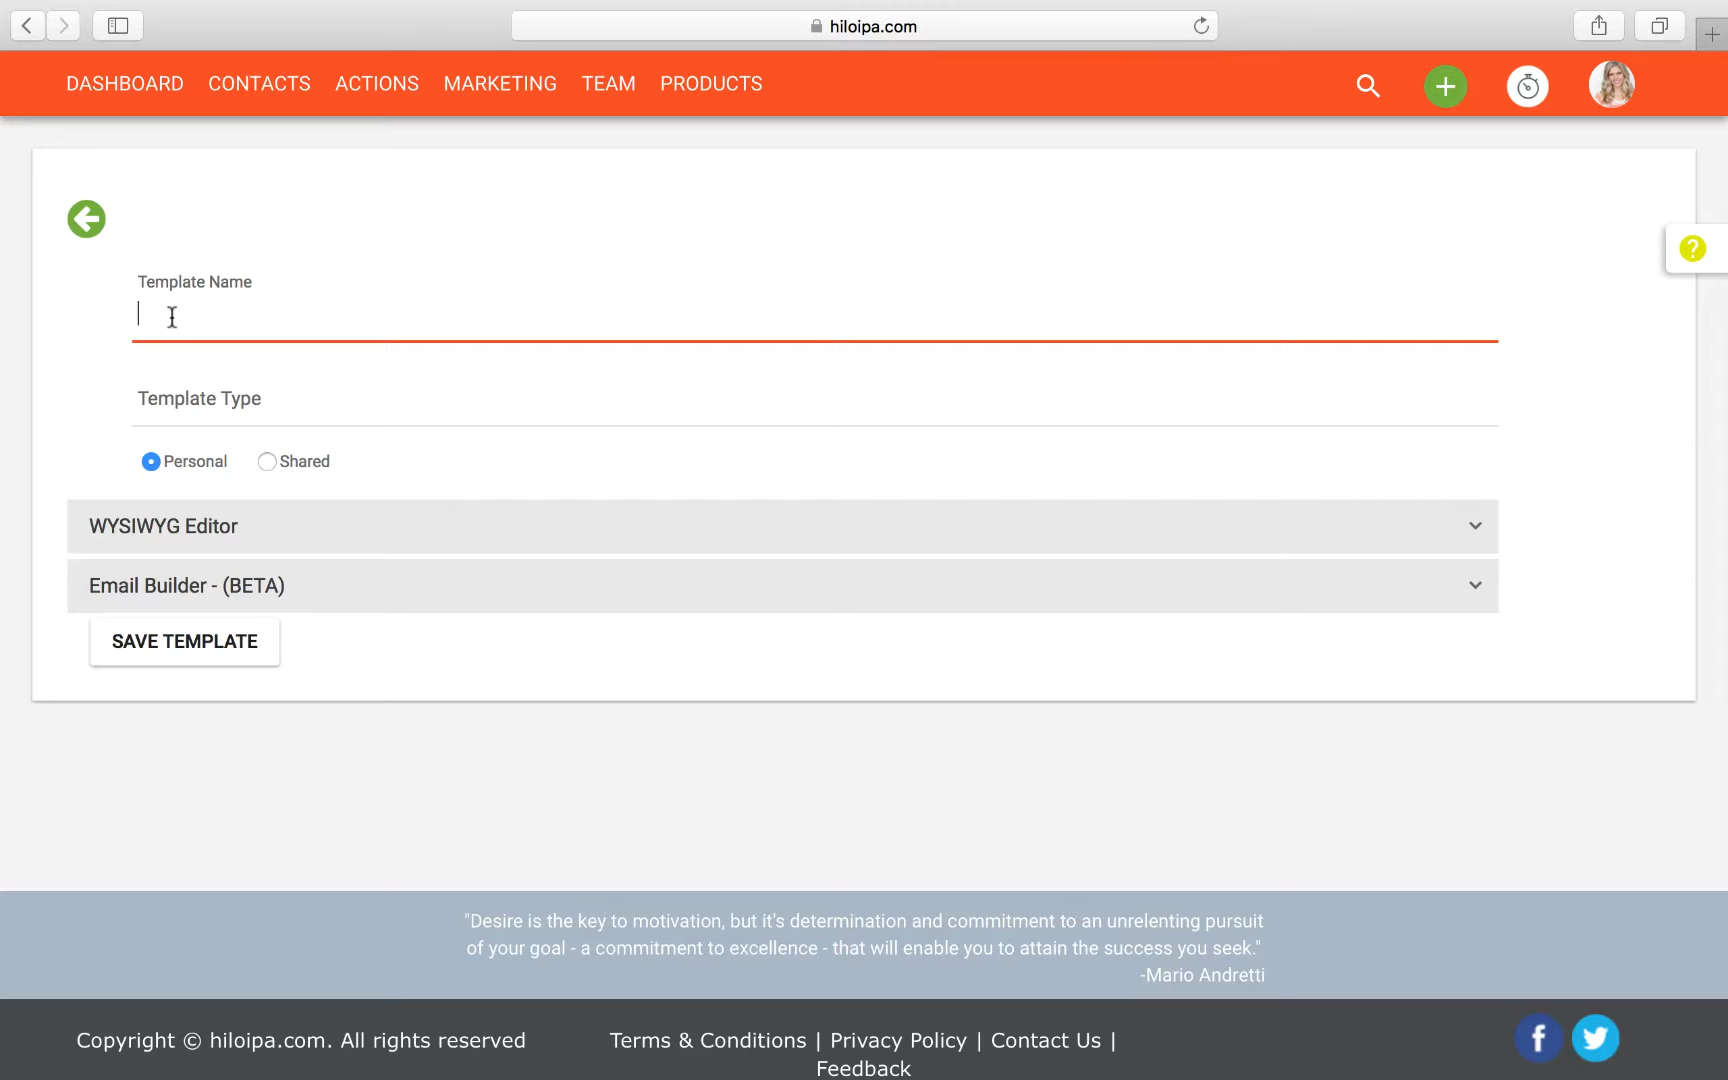 hiloipa.com
DASHBOARD CONTACTS ACTIONS MARKETING TEAM PRODUCTS
?
Template Name
Template Type
Personal Shared
WYSIWYG Editor
Email Builder - (BETA)
SAVE TEMPLATE
"Desire is the key to motivation, but it's determination and commitment to an unrelenting pursuit
of your goal - a commitment to excellence - that will enable you to attain the success you seek."
-Mario Andretti
Copyright © hiloipa.com. All rights reserved
Terms & Conditions | Privacy Policy | Contact Us |
Feedback